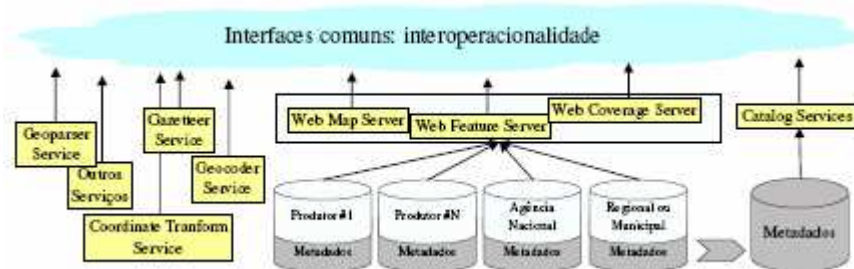 Interfaces comuns: interoperacionalidade
Geoparser
Service
Outros
Serviços
Gazetteer
Service
Geocoder
Service
Coordinate Tranform
Service
Web Map Server
Web Feature Server
Web Coverage Server
Catalog Services
Produtor #1
Metadados
Produtor #N
Metadados
Agência
Nacional
Metadados
Regional ou
Municipal
Metadados
Metadados